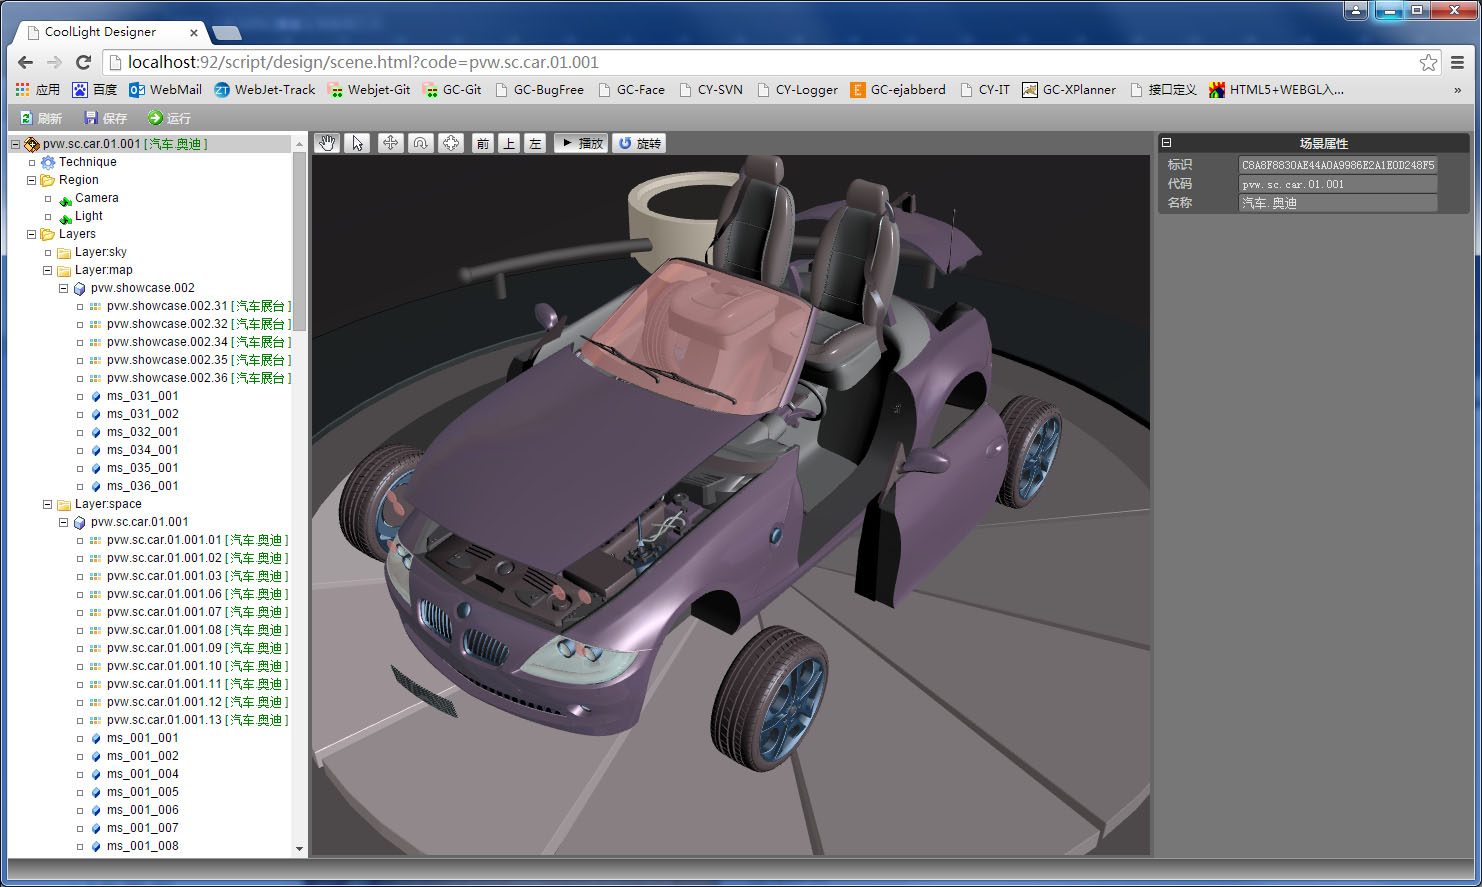 CoolLight Designer
localhost:92/script/design/scene.html?code=pvw.sc.car.01.001
应用 百度 WebMail WebJet-Track Webjet-Git GC-Git GC-BugFree GC-Face CY-SVN CY-Logger GC-ejabberd CY-IT GC-XPlanner 接口定义 HTML5+WEBGL入... »
刷新 保存 运行
前 上 左 播放 旋转
pvw.sc.car.01.001 [ 汽车.奥迪 ]
Technique
Region
Camera
Light
Layers
Layer:sky
Layer:map
pvw.showcase.002
pvw.showcase.002.31 [ 汽车展台 ]
pvw.showcase.002.32 [ 汽车展台 ]
pvw.showcase.002.34 [ 汽车展台 ]
pvw.showcase.002.35 [ 汽车展台 ]
pvw.showcase.002.36 [ 汽车展台 ]
ms_031_001
ms_031_002
ms_032_001
ms_034_001
ms_035_001
ms_036_001
Layer:space
pvw.sc.car.01.001
pvw.sc.car.01.001.01 [ 汽车.奥迪 ]
pvw.sc.car.01.001.02 [ 汽车.奥迪 ]
pvw.sc.car.01.001.03 [ 汽车.奥迪 ]
pvw.sc.car.01.001.06 [ 汽车.奥迪 ]
pvw.sc.car.01.001.07 [ 汽车.奥迪 ]
pvw.sc.car.01.001.08 [ 汽车.奥迪 ]
pvw.sc.car.01.001.09 [ 汽车.奥迪 ]
pvw.sc.car.01.001.10 [ 汽车.奥迪 ]
pvw.sc.car.01.001.11 [ 汽车.奥迪 ]
pvw.sc.car.01.001.12 [ 汽车.奥迪 ]
pvw.sc.car.01.001.13 [ 汽车.奥迪 ]
ms_001_001
ms_001_002
ms_001_004
ms_001_005
ms_001_006
ms_001_007
ms_001_008
场景属性
标识 C8A8F8830AE44A0A9986E2A1E0D248F5
代码 pvw.sc.car.01.001
名称 汽车.奥迪